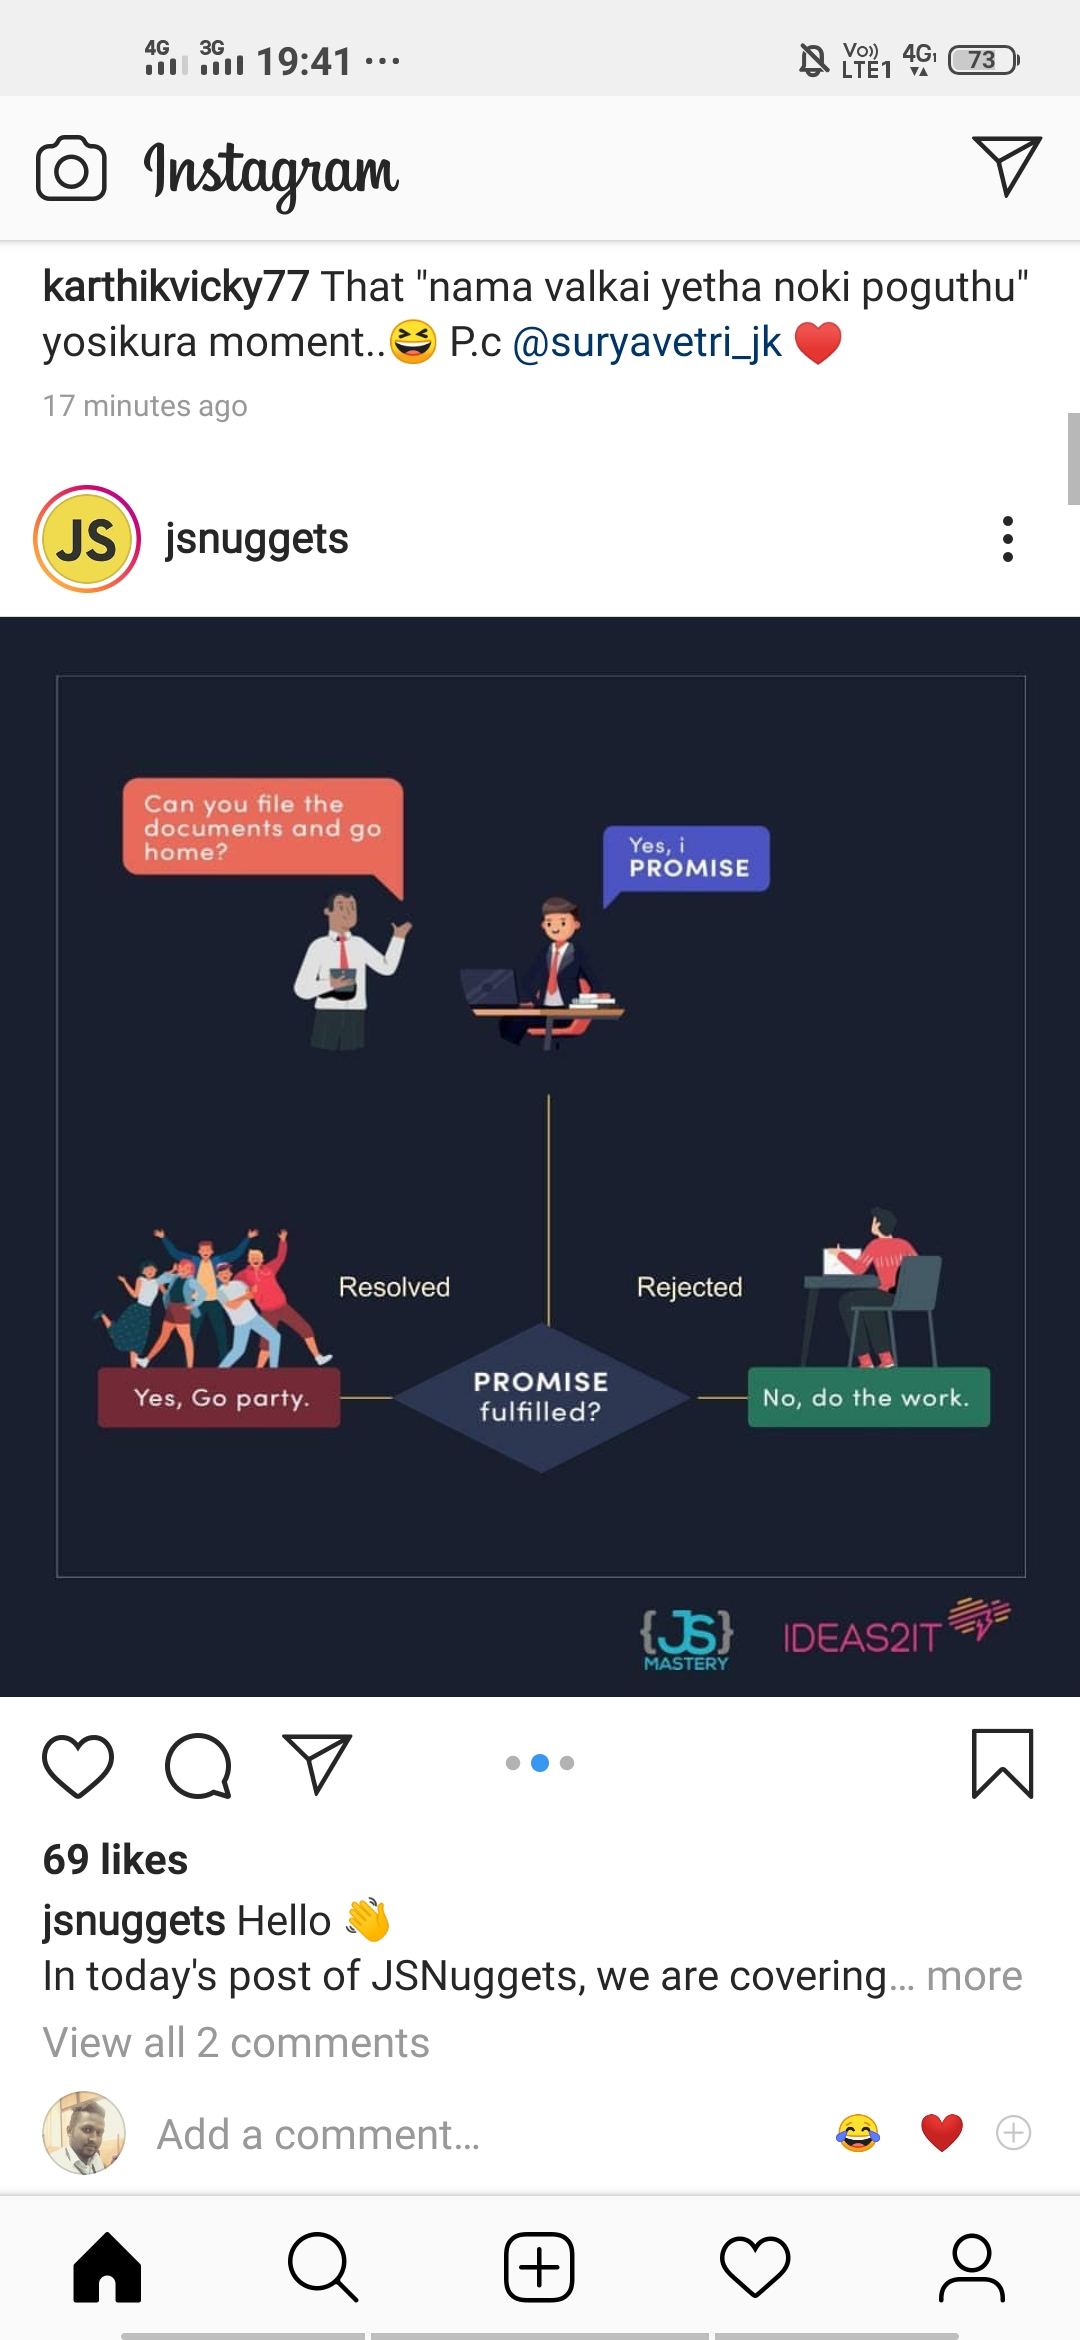 4G 3G 19:41 ... Vo)) LTE1 4G1 73
Instagram
karthikvicky77 That "nama valkai yetha noki poguthu"
yosikura moment..😆 P.c @suryavetri_jk ❤️
17 minutes ago
JS jsnuggets
Can you file the
documents and go
home?
Yes, i
PROMISE
Resolved
Rejected
PROMISE
fulfilled?
Yes, Go party.
No, do the work.
{JS}
MASTERY
IDEAS2IT
69 likes
jsnuggets Hello 👋
In today's post of JSNuggets, we are covering... more
View all 2 comments
Add a comment...